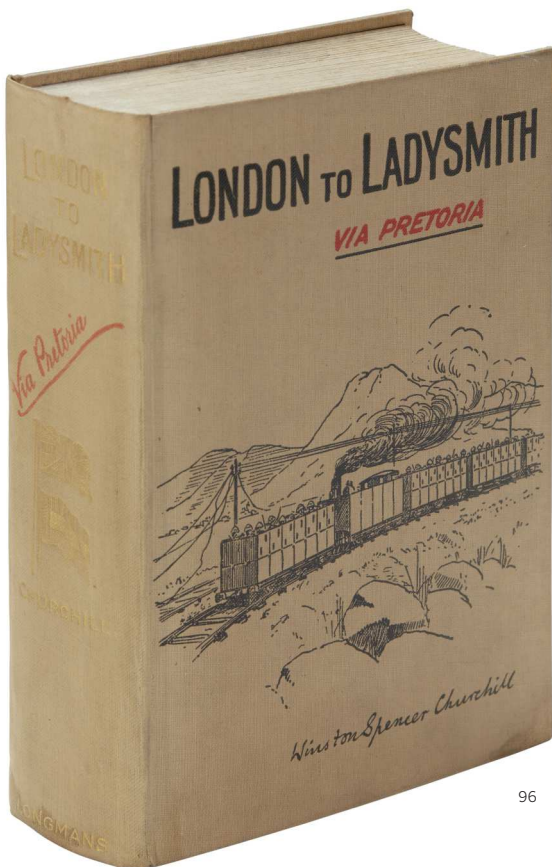 LONDON
TO
LADYSMITH
Via Pretoria
CHURCHILL
LONGMANS
LONDON TO LADYSMITH
VIA PRETORIA
Winston Spencer Churchill
96